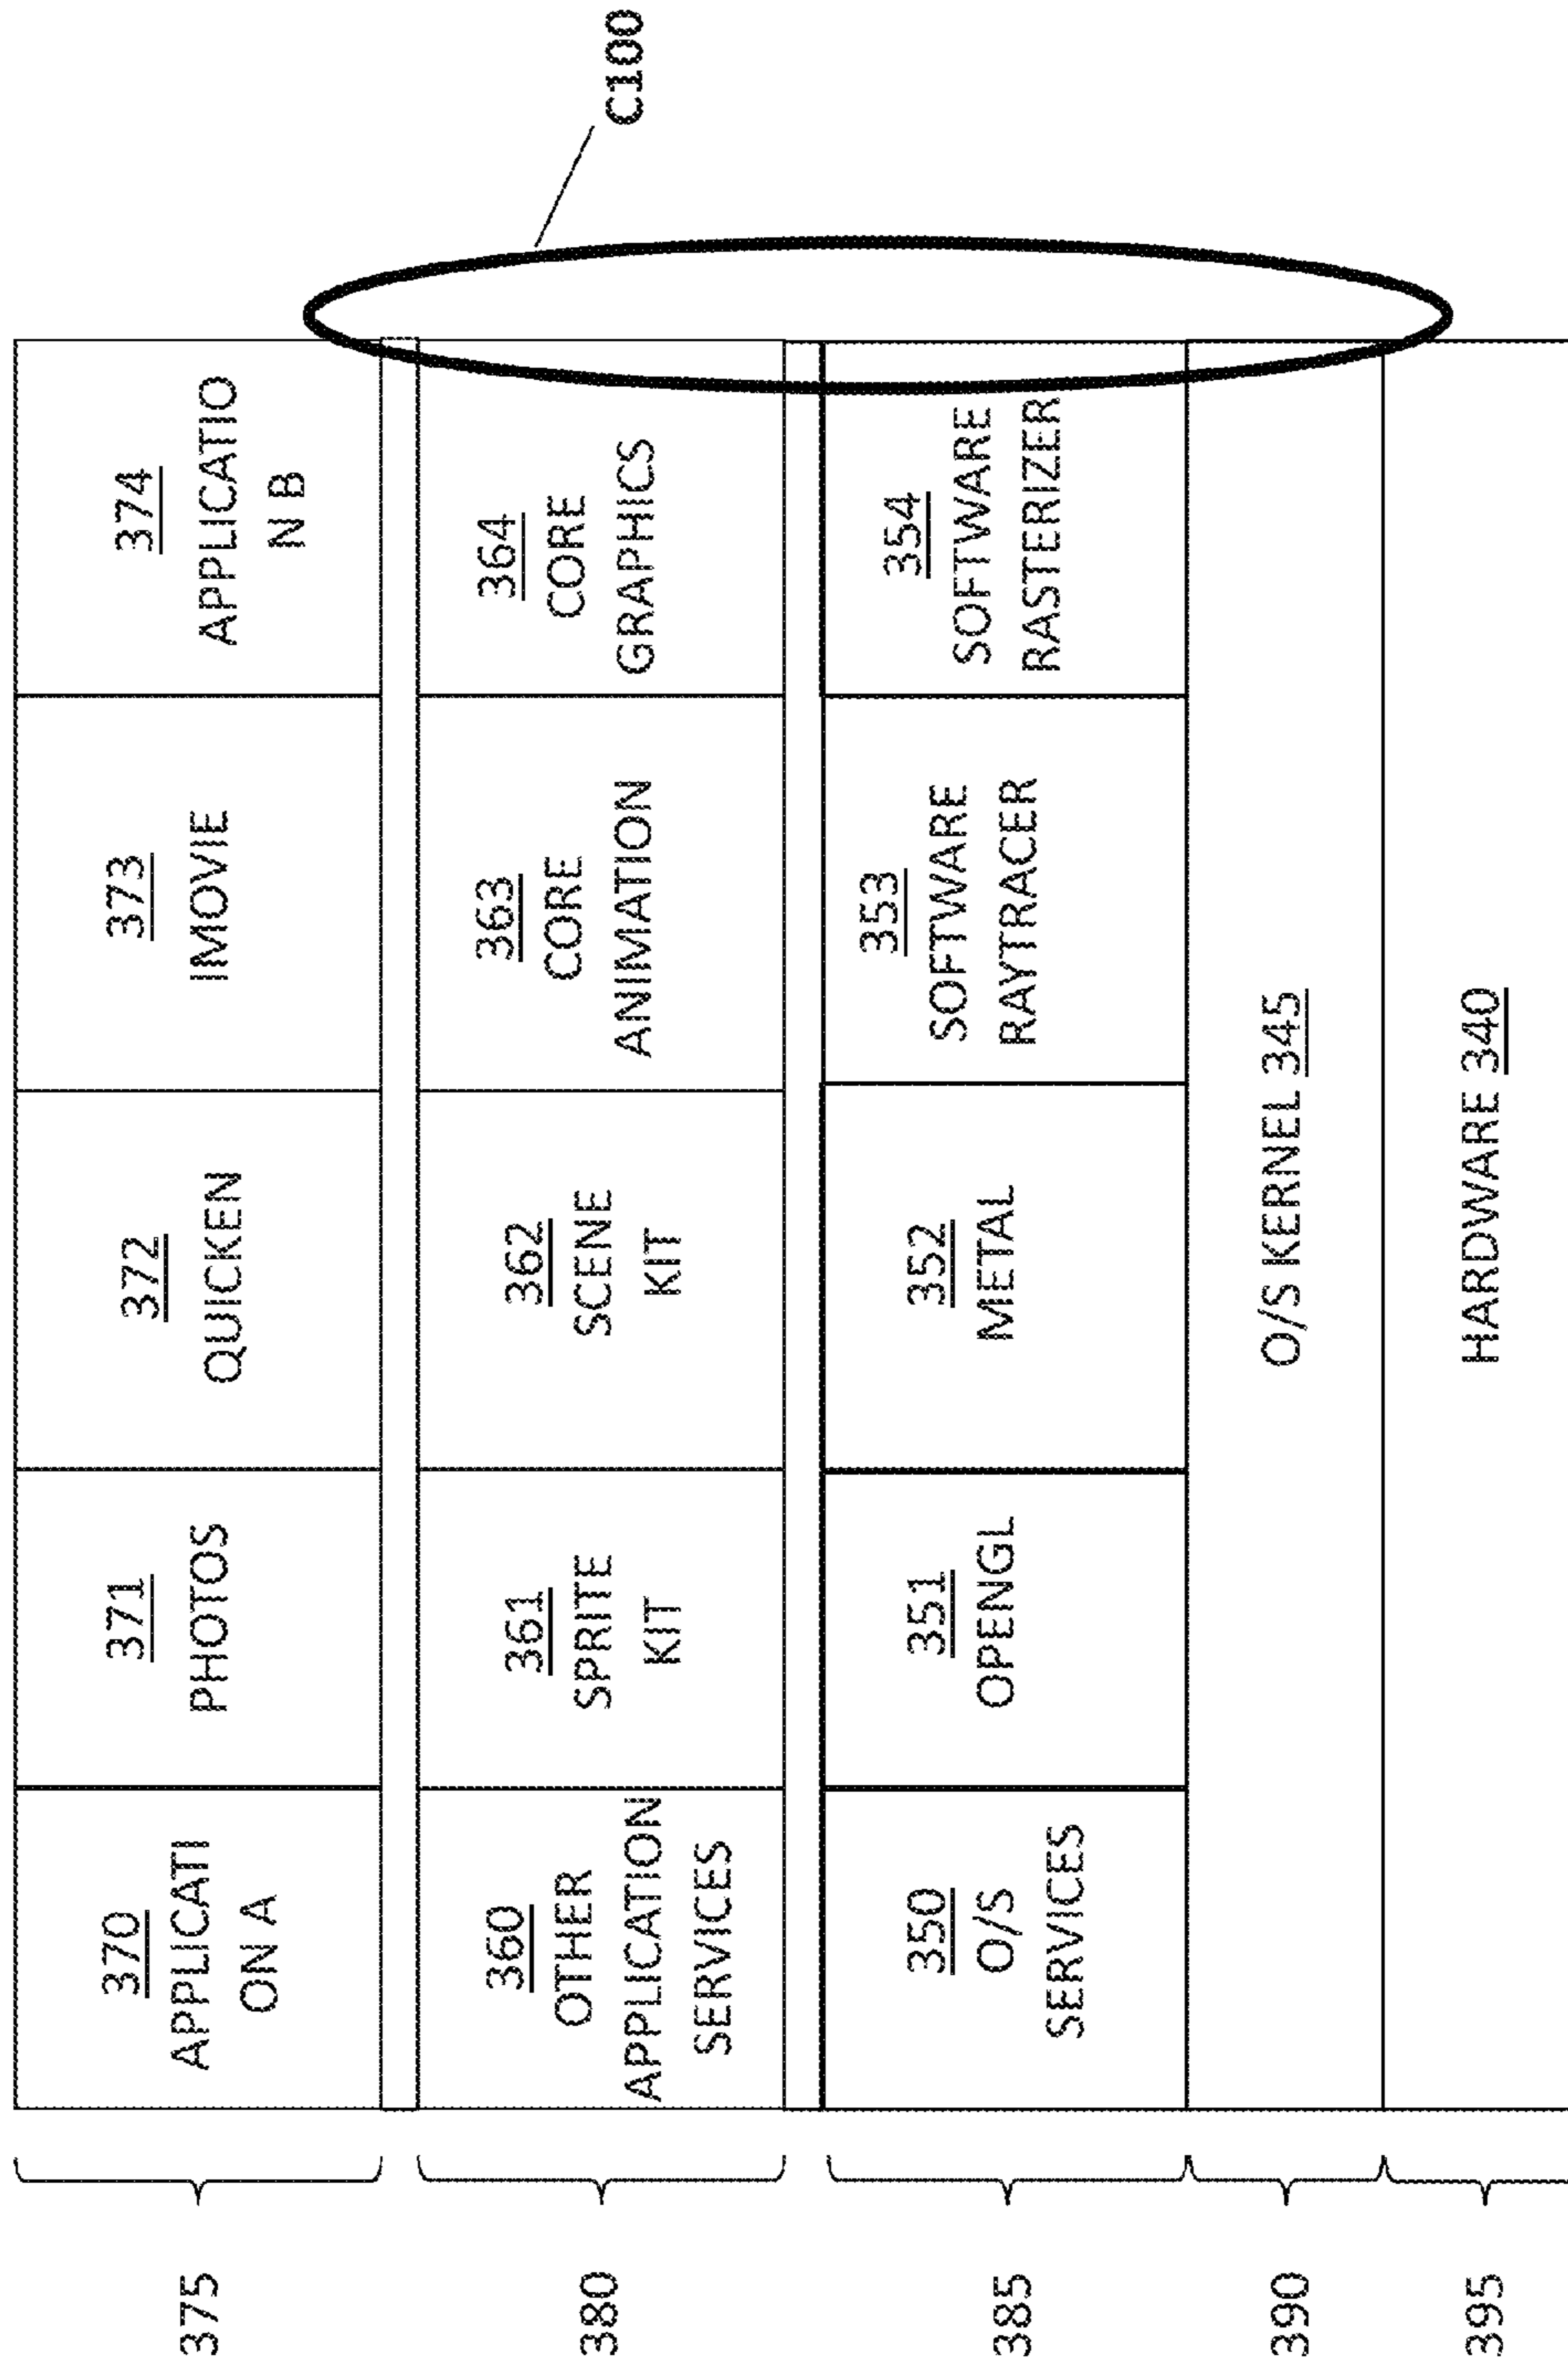 375
370
APPLICATI
ON A
371
PHOTOS
372
QUICKEN
373
IMOVIE
374
APPLICATIO
N B
380
360
OTHER
APPLICATION
SERVICES
361
SPRITE
KIT
362
SCENE
KIT
363
CORE
ANIMATION
364
CORE
GRAPHICS
C100
385
350
O/S
SERVICES
351
OPENGL
352
METAL
353
SOFTWARE
RAYTRACER
354
SOFTWARE
RASTERIZER
390
O/S KERNEL 345
395
HARDWARE 340